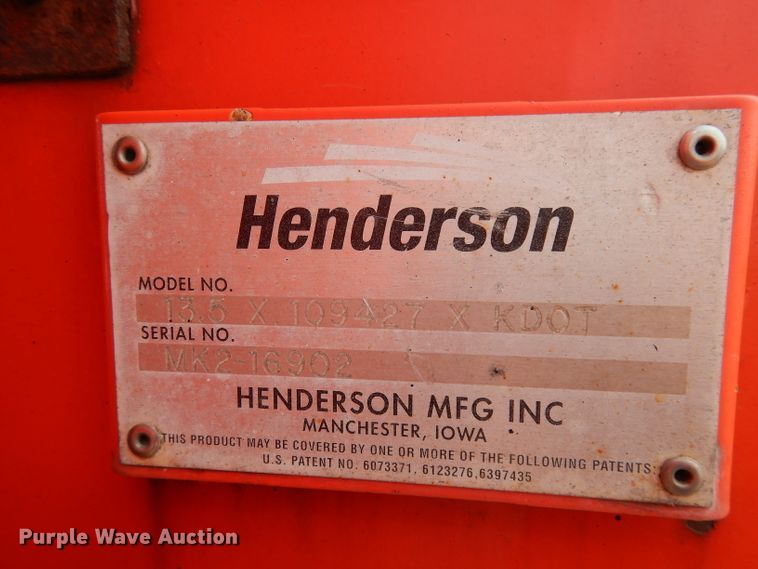 Henderson
MODEL NO.
13.5 X 109427 X KDOT
SERIAL NO.
MK2-16902
HENDERSON MFG INC
MANCHESTER, IOWA
THIS PRODUCT MAY BE COVERED BY ONE OR MORE OF THE FOLLOWING PATENTS:
U.S. PATENT NO. 6073371, 6123276,6397435
Purple Wave Auction